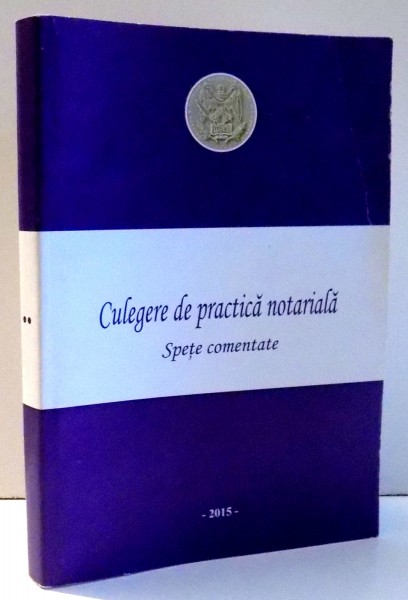 Culegere de practică notarială
Spețe comentate
- 2015 -